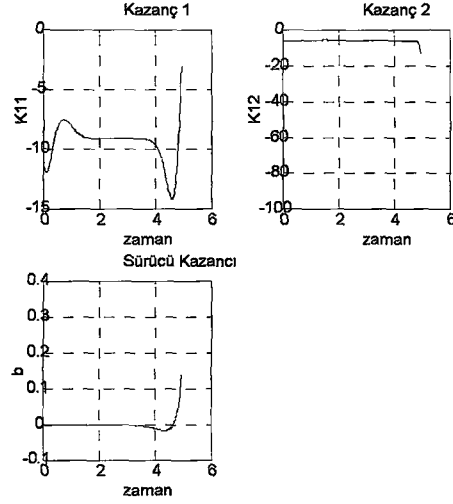 Kazanç 1
0
-5
-10
-15
K11
0 2 4 6
zaman
Kazanç 2
0
-20
-40
-60
-80
-100
K12
0 2 4 6
zaman
Sürücü Kazancı
0.4
0.3
0.2
0.1
0
-0.1
b
0 2 4 6
zaman